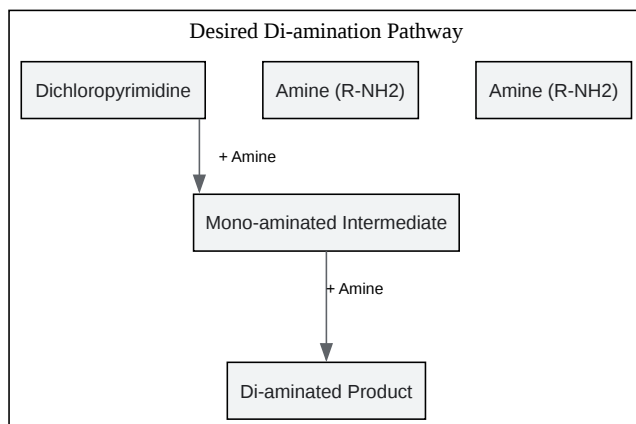 Desired Di-amination Pathway
Dichloropyrimidine
Amine (R-NH2)
Amine (R-NH2)
+ Amine
Mono-aminated Intermediate
+ Amine
Di-aminated Product